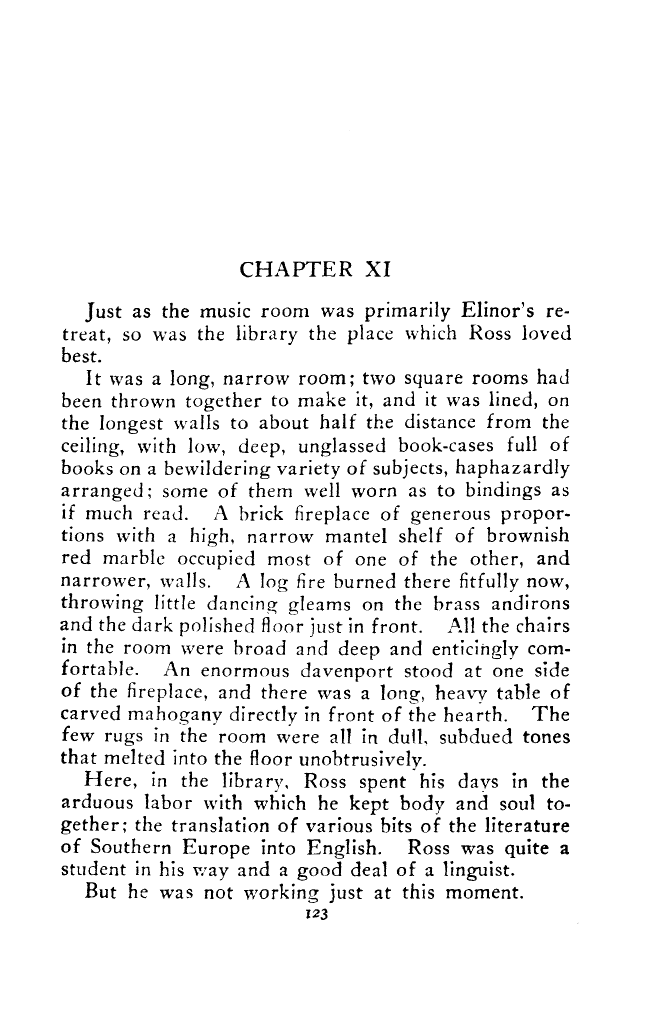 CHAPTER XI
Just as the music room was primarily Elinor's re-
treat, so was the library the place which Ross loved
best.
It was a long, narrow room; two square rooms had
been thrown together to make it, and it was lined, on
the longest walls to about half the distance from the
ceiling, with low, deep, unglassed book-cases full of
books on a bewildering variety of subjects, haphazardly
arranged; some of them well worn as to bindings as
if much read. A brick fireplace of generous propor-
tions with a high, narrow mantel shelf of brownish
red marble occupied most of one of the other, and
narrower, walls. A log fire burned there fitfully now,
throwing little dancing gleams on the brass andirons
and the dark polished floor just in front. All the chairs
in the room were broad and deep and enticingly com-
fortable. An enormous davenport stood at one side
of the fireplace, and there was a long, heavy table of
carved mahogany directly in front of the hearth. The
few rugs in the room were all in dull, subdued tones
that melted into the floor unobtrusively.
Here, in the library, Ross spent his days in the
arduous labor with which he kept body and soul to-
gether; the translation of various bits of the literature
of Southern Europe into English. Ross was quite a
student in his way and a good deal of a linguist.
But he was not working just at this moment.
123